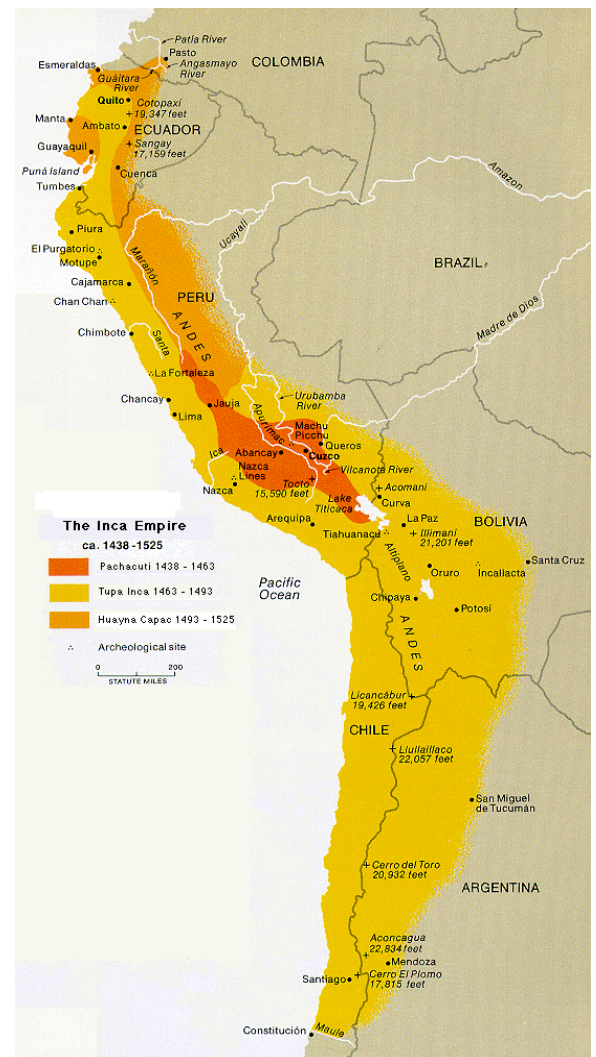 Patía River
Pasto
Esmeraldas
COLOMBIA
Guáitara
River
Angasmayo
River
Quito
Cotopaxi
19,347 feet
Manta
Ambato
ECUADOR
Sangay
17,159 feet
Guayaquil
Puná Island
Cuenca
Tumbes
Amazon
Piura
Ucayali
El Purgatorio
Motupe
Marañón
BRAZIL
Cajamarca
PERU
Chan Chan
Madre de Dios
ANDES
Chimbote
Santa
La Fortaleza
Urubamba
River
Chancay
Jauja
Lima
Apurimac
Machu
Picchu
Queros
Ica
Abancay
Cuzco
Nazca
Lines
Vilcanota River
Tocto
15,590 feet
Acomani
Nazca
Lake
Titicaca
Curva
La Paz
BOLIVIA
Arequipa
Illimani
21,201 feet
Tiahuanacu
Altiplano
Santa Cruz
Oruro
Incallacta
Chipaya
Potosí
Pacific
Ocean
ANDES
The Inca Empire
ca. 1438 -1525
Pachacuti 1438 - 1463
Tupa Inca 1463 - 1493
Huayna Capac 1493 - 1525
Archeological site
0 200
STATUTE MILES
Licancábur
19,426 feet
CHILE
Llullaillaco
22,057 feet
San Miguel
de Tucumán
Cerro del Toro
20,932 feet
ARGENTINA
Aconcagua
22,834 feet
Mendoza
Santiago
Cerro El Plomo
17,815 feet
Constitución
Maule